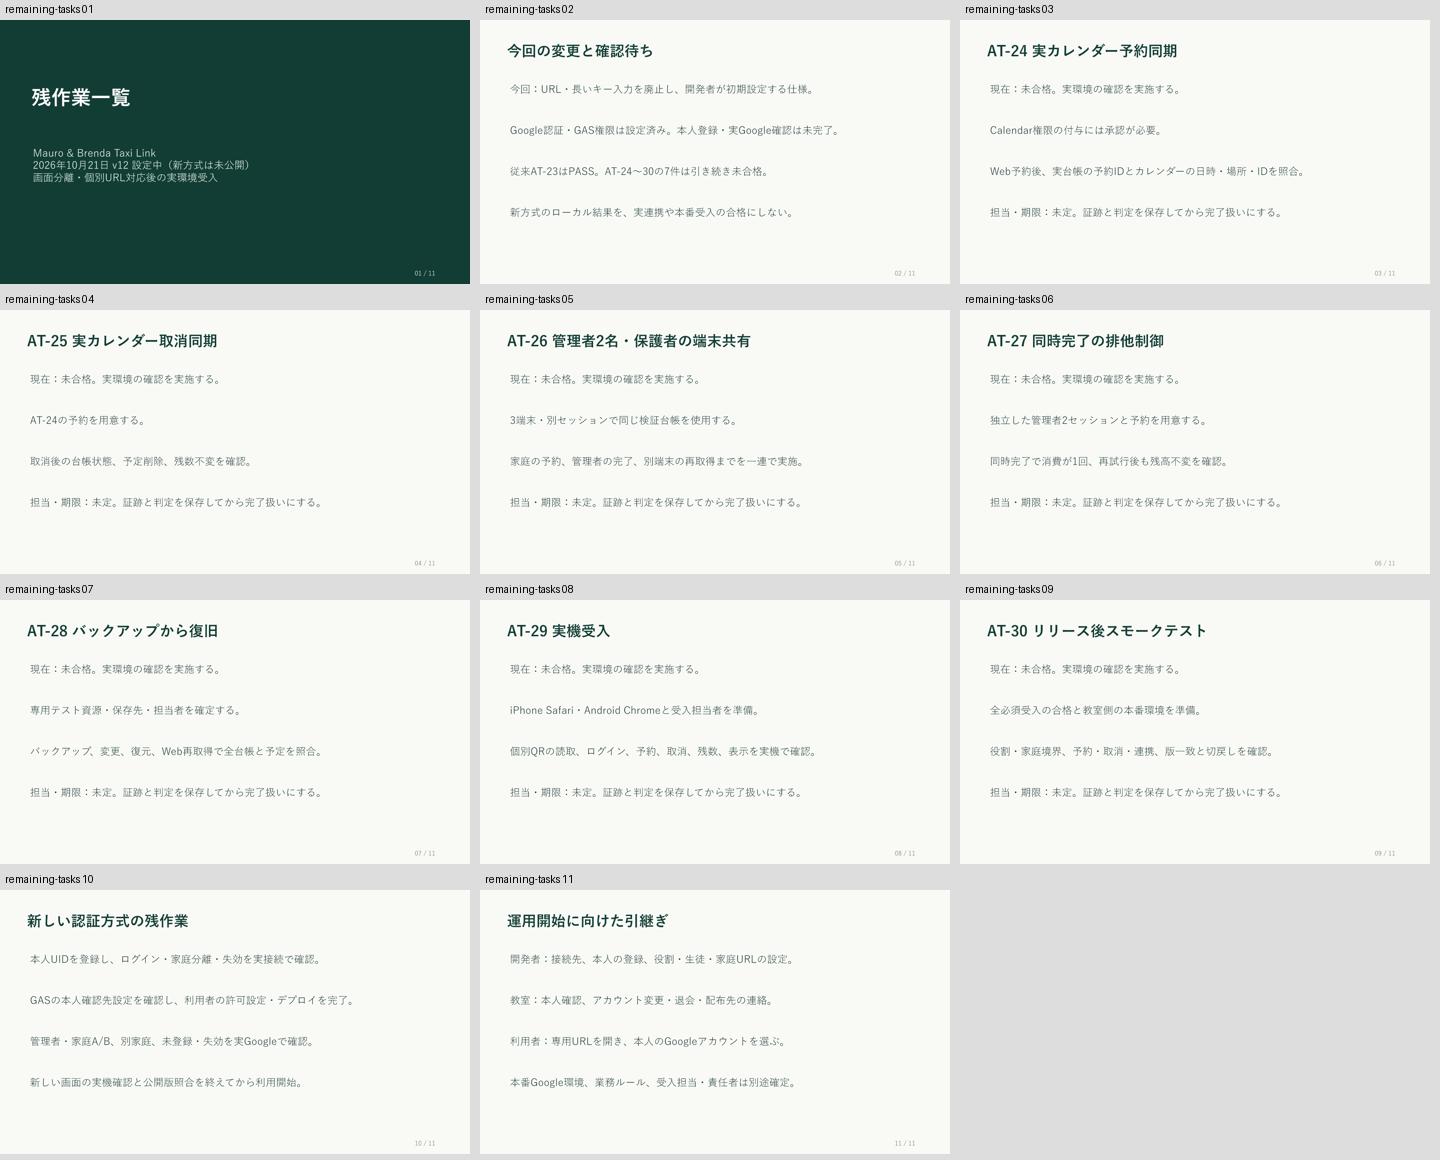 remaining-tasks01
残作業一覧
Mauro & Brenda Taxi Link
2026年10月21日 v12 設定中（新方式は未公開）
画面分離・個別URL対応後の実環境受入
01 / 11
remaining-tasks02
今回の変更と確認待ち
今回：URL・長いキー入力を廃止し、開発者が初期設定する仕様。
Google認証・GAS権限は設定済み。本人登録・実Google確認は未完了。
従来AT-23はPASS。AT-24〜30の7件は引き続き未合格。
新方式のローカル結果を、実連携や本番受入の合格にしない。
02 / 11
remaining-tasks03
AT-24 実カレンダー予約同期
現在：未合格。実環境の確認を実施する。
Calendar権限の付与には承認が必要。
Web予約後、実台帳の予約IDとカレンダーの日時・場所・IDを照合。
担当・期限：未定。証跡と判定を保存してから完了扱いにする。
03 / 11
remaining-tasks04
AT-25 実カレンダー取消同期
現在：未合格。実環境の確認を実施する。
AT-24の予約を用意する。
取消後の台帳状態、予定削除、残数不変を確認。
担当・期限：未定。証跡と判定を保存してから完了扱いにする。
04 / 11
remaining-tasks05
AT-26 管理者2名・保護者の端末共有
現在：未合格。実環境の確認を実施する。
3端末・別セッションで同じ検証台帳を使用する。
家庭の予約、管理者の完了、別端末の再取得までを一連で実施。
担当・期限：未定。証跡と判定を保存してから完了扱いにする。
05 / 11
remaining-tasks06
AT-27 同時完了の排他制御
現在：未合格。実環境の確認を実施する。
独立した管理者2セッションと予約を用意する。
同時完了で消費が1回、再試行後も残高不変を確認。
担当・期限：未定。証跡と判定を保存してから完了扱いにする。
06 / 11
remaining-tasks07
AT-28 バックアップから復旧
現在：未合格。実環境の確認を実施する。
専用テスト資源・保存先・担当者を確定する。
バックアップ、変更、復元、Web再取得で全台帳と予定を照合。
担当・期限：未定。証跡と判定を保存してから完了扱いにする。
07 / 11
remaining-tasks08
AT-29 実機受入
現在：未合格。実環境の確認を実施する。
iPhone Safari・Android Chromeと受入担当者を準備。
個別QRの読取、ログイン、予約、取消、残数、表示を実機で確認。
担当・期限：未定。証跡と判定を保存してから完了扱いにする。
08 / 11
remaining-tasks09
AT-30 リリース後スモークテスト
現在：未合格。実環境の確認を実施する。
全必須受入の合格と教室側の本番環境を準備。
役割・家庭境界、予約・取消・連携、版一致と切戻しを確認。
担当・期限：未定。証跡と判定を保存してから完了扱いにする。
09 / 11
remaining-tasks10
新しい認証方式の残作業
本人UIDを登録し、ログイン・家庭分離・失効を実接続で確認。
GASの本人確認先設定を確認し、利用者の許可設定・デプロイを完了。
管理者・家庭A/B、別家庭、未登録・失効を実Googleで確認。
新しい画面の実機確認と公開版照合を終えてから利用開始。
10 / 11
remaining-tasks11
運用開始に向けた引継ぎ
開発者：接続先、本人の登録、役割・生徒・家庭URLの設定。
教室：本人確認、アカウント変更・退会・配布先の連絡。
利用者：専用URLを開き、本人のGoogleアカウントを選ぶ。
本番Google環境、業務ルール、受入担当・責任者は別途確定。
11 / 11